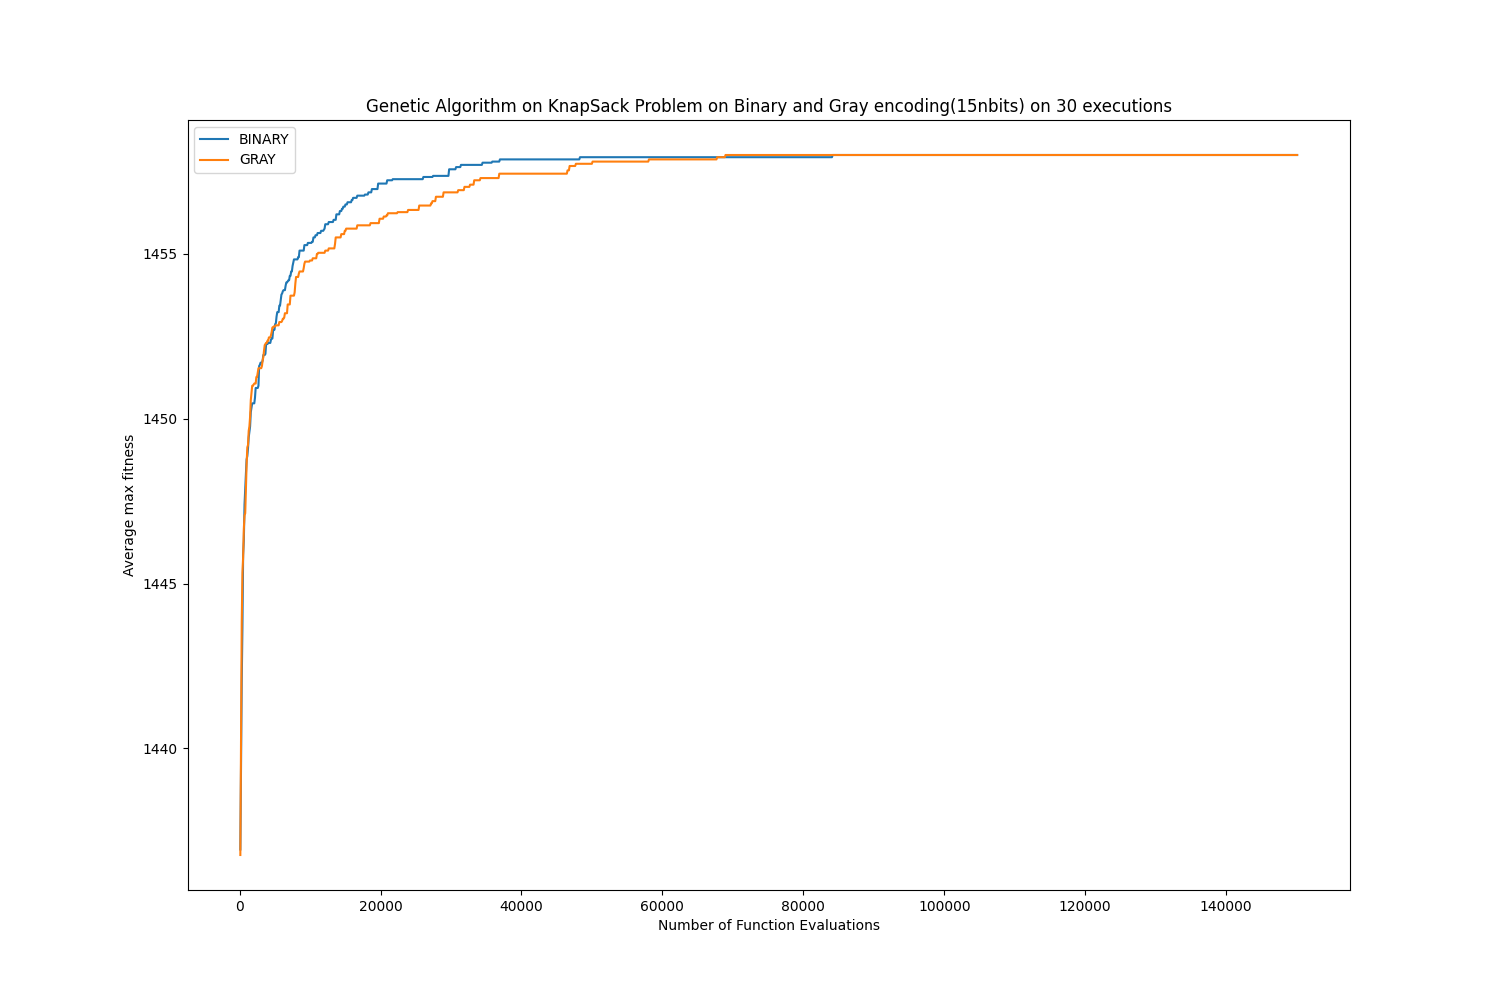 Genetic Algorithm on KnapSack Problem on Binary and Gray encoding(15nbits) on 30 executions
BINARY
GRAY
1455
1450
1445
1440
Average max fitness
0 20000 40000 60000 80000 100000 120000 140000
Number of Function Evaluations